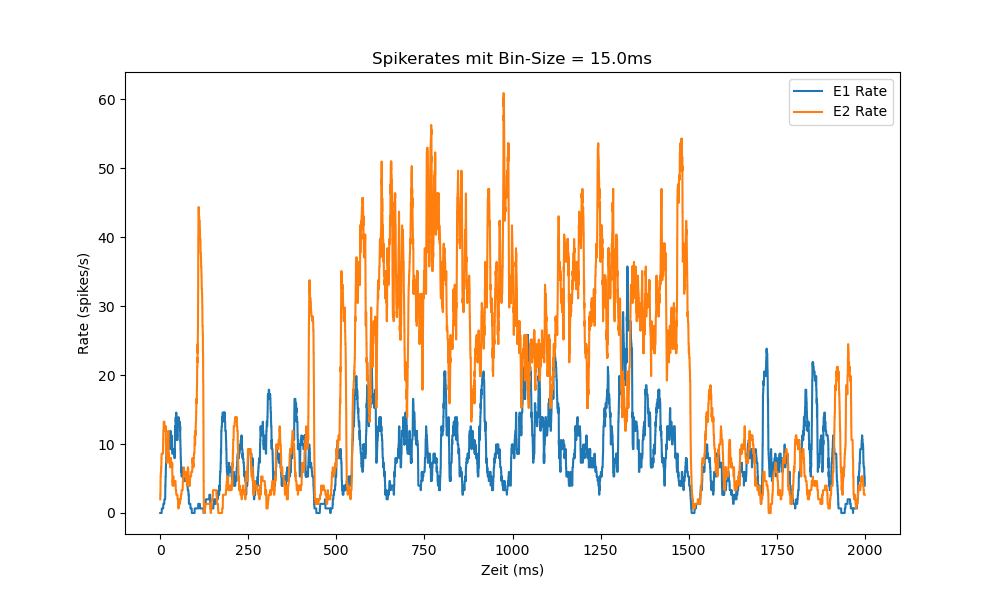 Spikerates mit Bin-Size = 15.0ms
E1 Rate
E2 Rate
Rate (spikes/s)
60
50
40
30
20
10
0
0 250 500 750 1000 1250 1500 1750 2000
Zeit (ms)